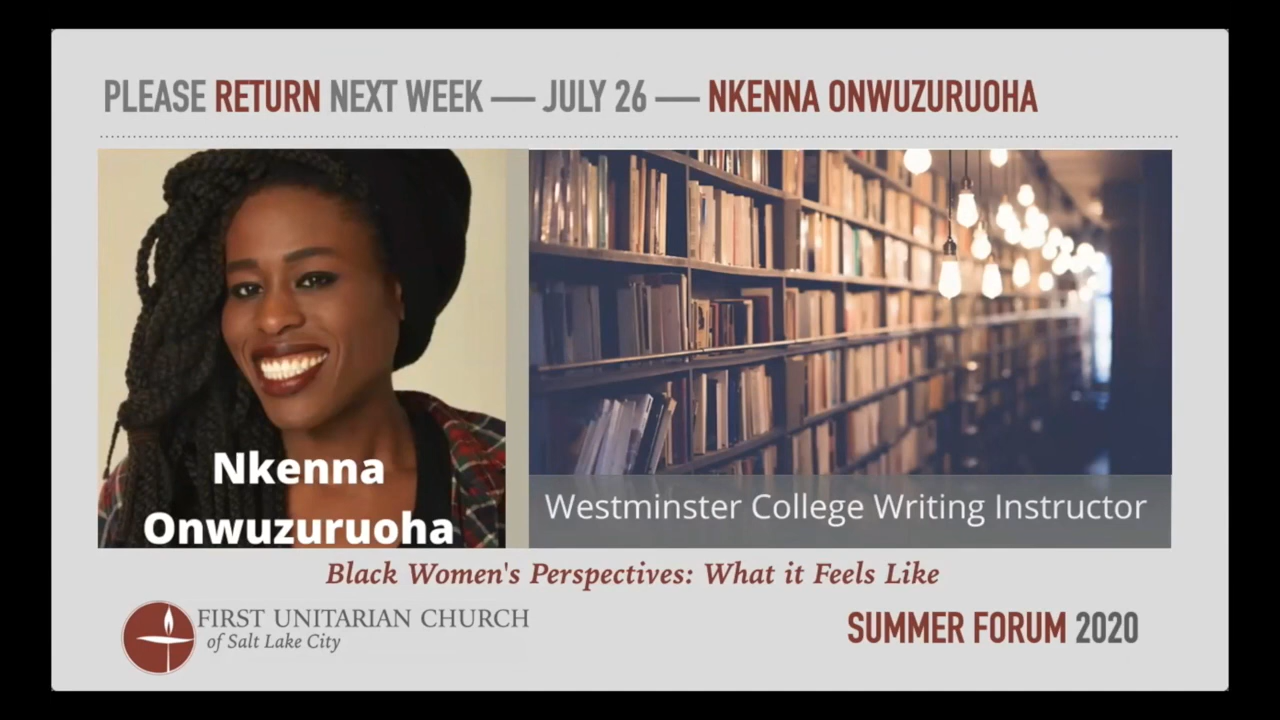 PLEASE RETURN NEXT WEEK — JULY 26 — NKENNA ONWUZURUOHA
Nkenna
Onwuzuruoha
Westminster College Writing Instructor
Black Women's Perspectives: What it Feels Like
FIRST UNITARIAN CHURCH
of Salt Lake City
SUMMER FORUM 2020